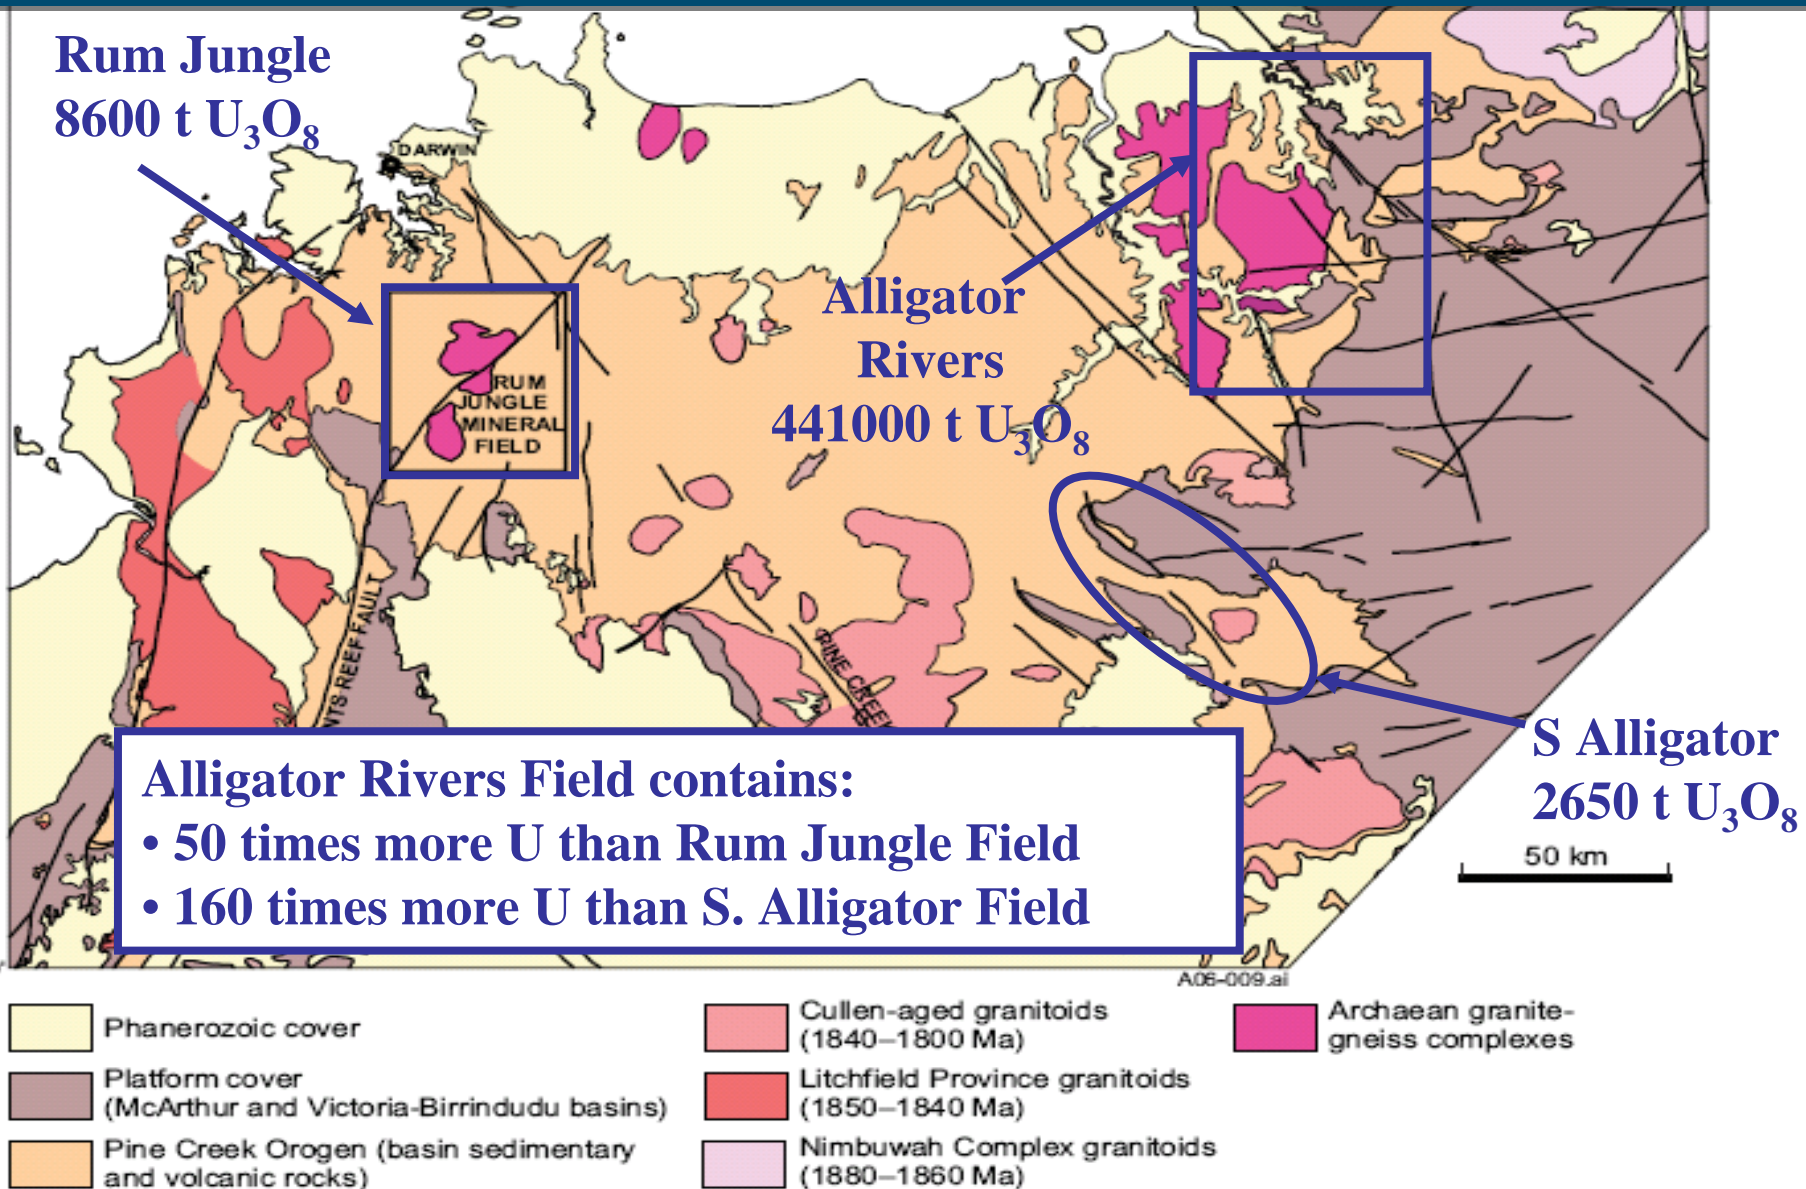 Rum Jungle
8600 t U₃O₈
DARWIN
RUM
JUNGLE
MINERAL
FIELD
Alligator
Rivers
441000 t U₃O₈
NTS REEF FAULT
PINE CREEK
S Alligator
2650 t U₃O₈
50 km
Alligator Rivers Field contains:
• 50 times more U than Rum Jungle Field
• 160 times more U than S. Alligator Field
A06-009.ai
Phanerozoic cover
Platform cover
(McArthur and Victoria-Birrindudu basins)
Pine Creek Orogen (basin sedimentary
and volcanic rocks)
Cullen-aged granitoids
(1840–1800 Ma)
Litchfield Province granitoids
(1850–1840 Ma)
Nimbuwah Complex granitoids
(1880–1860 Ma)
Archaean granite-
gneiss complexes